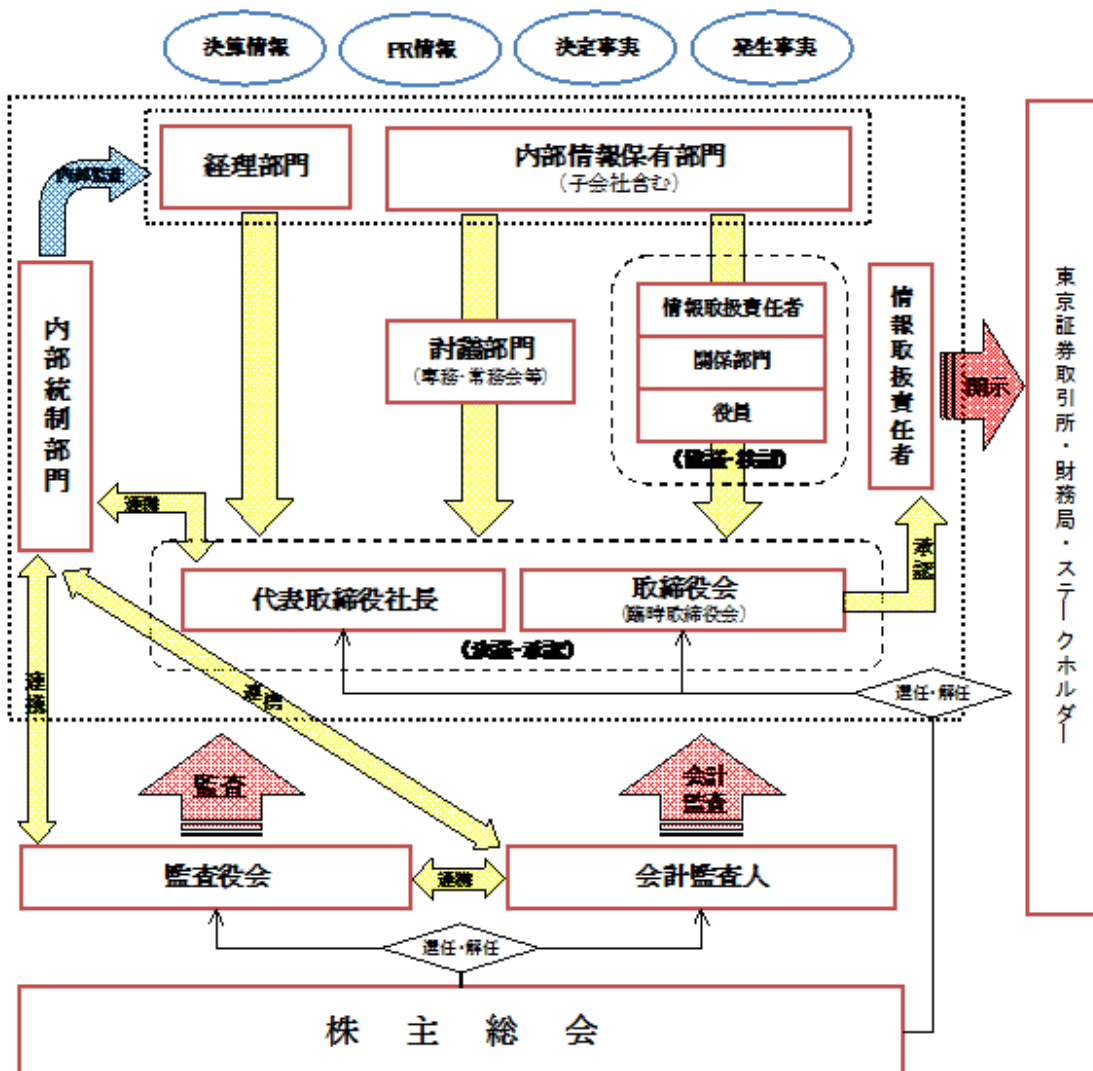 決算情報
PR情報
決定事実
発生事実
経理部門
内部情報保有部門
（子会社含む）
内部監査
内部統制部門
討議部門
（専務・常務会等）
情報取扱責任者
関係部門
役員
情報取扱責任者
開示
東京証券取引所・財務局・ステークホルダー
連携
代表取締役社長
取締役会
（臨時取締役会）
承認
選任・解任
連携
連携
監査
会計
監査
監査役会
連携
会計監査人
選任・解任
株主総会